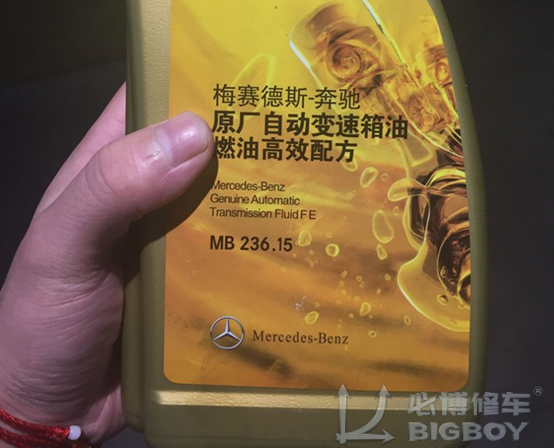 梅赛德斯-奔驰
原厂自动变速箱油
燃油高效配方
Mercedes-Benz
Genuine Automatic
Transmission Fluid FE
MB 236.15
Mercedes-Benz
必博修车®
BIGBOY